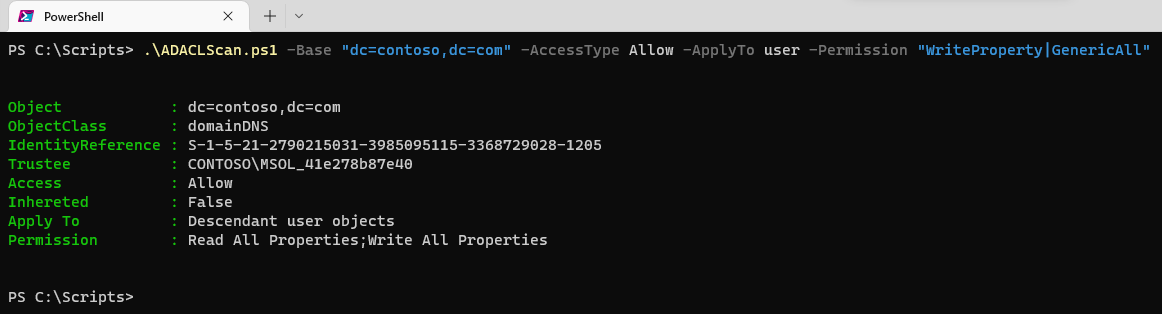 PowerShell
PS C:\Scripts> .\ADACLScan.ps1 -Base "dc=contoso,dc=com" -AccessType Allow -ApplyTo user -Permission "WriteProperty|GenericAll"
Object : dc=contoso,dc=com
ObjectClass : domainDNS
IdentityReference : S-1-5-21-2790215031-3985095115-3368729028-1205
Trustee : CONTOSO\MSOL_41e278b87e40
Access : Allow
Inhereted : False
Apply To : Descendant user objects
Permission : Read All Properties;Write All Properties
PS C:\Scripts>